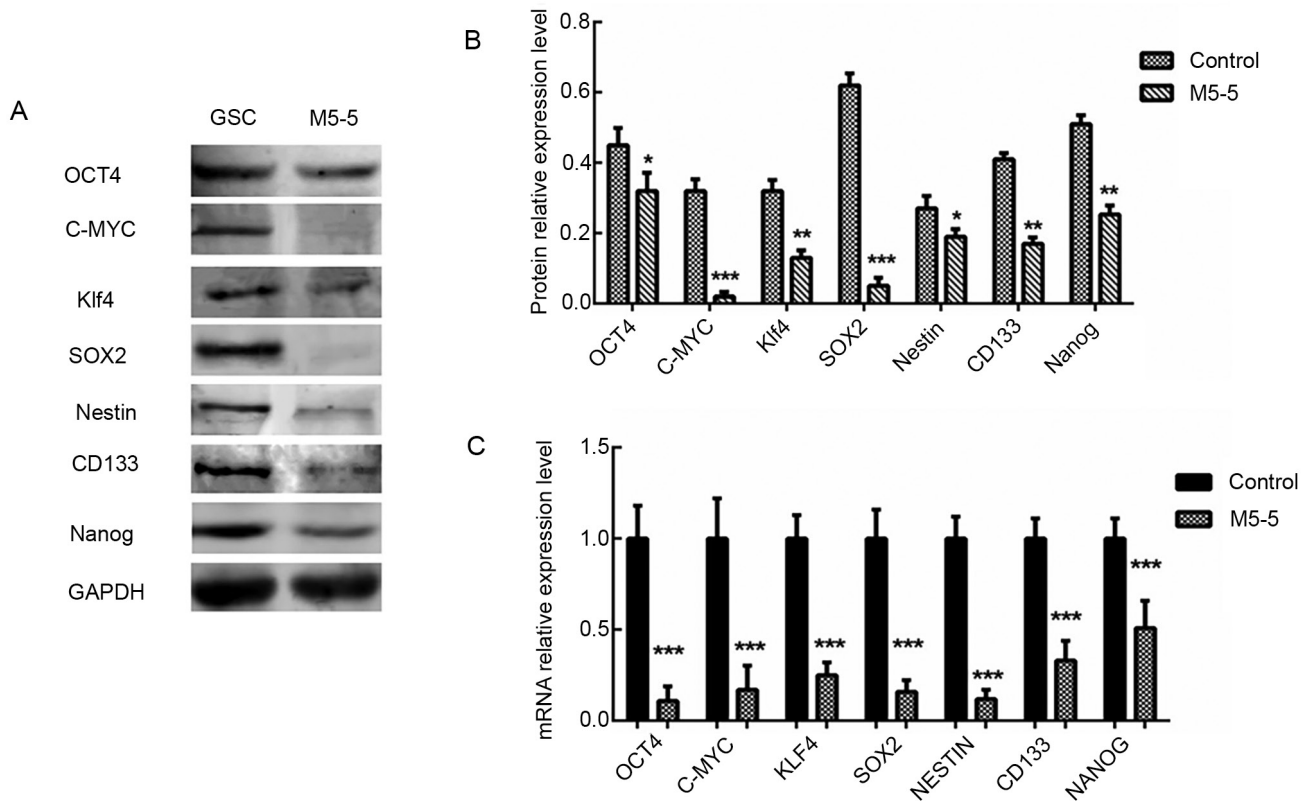 A
GSC M5-5
OCT4
C-MYC
Klf4
SOX2
Nestin
CD133
Nanog
GAPDH
B
Protein relative expression level
0.8
0.6
0.4
0.2
0.0
* *** ** *** * ** **
OCT4 C-MYC Klf4 SOX2 Nestin CD133 Nanog
Control
M5-5
C
mRNA relative expression level
1.5
1.0
0.5
0.0
*** *** *** *** *** *** ***
OCT4 C-MYC KLF4 SOX2 NESTIN CD133 NANOG
Control
M5-5